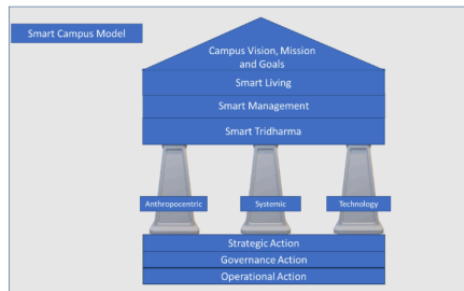 Smart Campus Model
Campus Vision, Mission
and Goals
Smart Living
Smart Management
Smart Tridharma
Anthropocentric
Systemic
Technology
Strategic Action
Governance Action
Operational Action